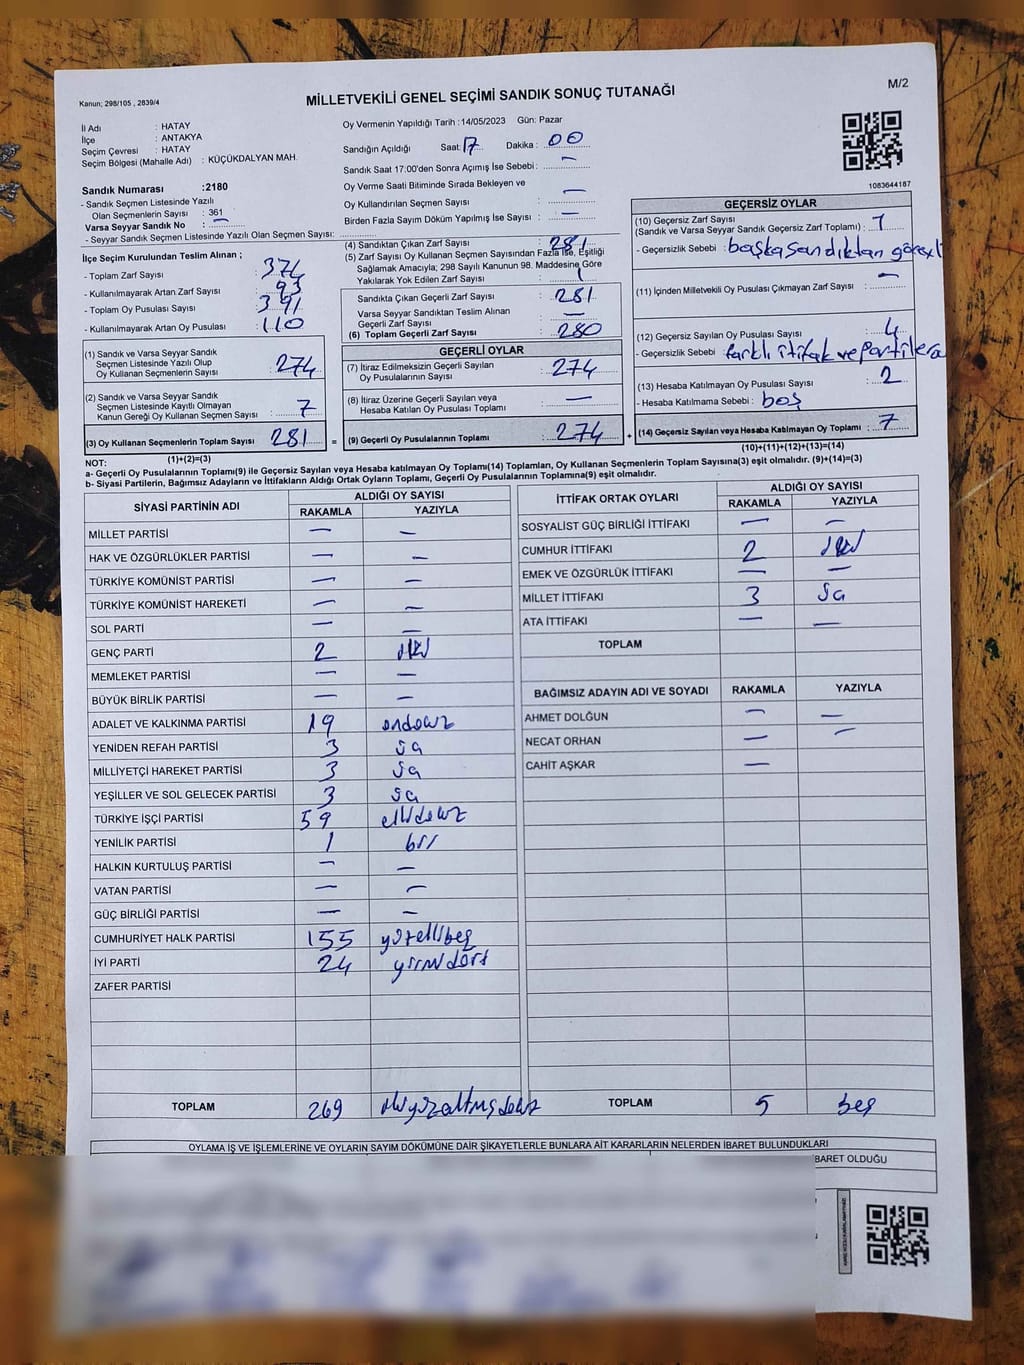 Kanun; 298/105 , 2839/4
M/2
MİLLETVEKİLİ GENEL SEÇİMİ SANDIK SONUÇ TUTANAĞI
İl Adı : HATAY
İlçe : ANTAKYA
Seçim Çevresi : HATAY
Seçim Bölgesi (Mahalle Adı) : KÜÇÜKDALYAN MAH.
Sandık Numarası : 2180
- Sandık Seçmen Listesinde Yazılı
Olan Seçmenlerin Sayısı : 361
Varsa Seyyar Sandık No : —
- Seyyar Sandık Seçmen Listesinde Yazılı Olan Seçmen Sayısı:
İlçe Seçim Kurulundan Teslim Alınan ;
- Toplam Zarf Sayısı : 374
- Kullanılmayarak Artan Zarf Sayısı : 93
- Toplam Oy Pusulası Sayısı : 391
- Kullanılmayarak Artan Oy Pusulası : 110
(1) Sandık ve Varsa Seyyar Sandık
Seçmen Listesinde Yazılı Olup
Oy Kullanan Seçmenlerin Sayısı : 274
(2) Sandık ve Varsa Seyyar Sandık
Seçmen Listesinde Kayıtlı Olmayan
Kanun Gereği Oy Kullanan Seçmen Sayısı : 7
(3) Oy Kullanan Seçmenlerin Toplam Sayısı 281 =
(1)+(2)=(3)
Oy Vermenin Yapıldığı Tarih : 14/05/2023 Gün: Pazar
Sandığın Açıldığı Saat: 17 Dakika : 00
Sandık Saat 17:00'den Sonra Açılmış İse Sebebi: —
Oy Verme Saati Bitiminde Sırada Bekleyen ve
Oy Kullandırılan Seçmen Sayısı : —
Birden Fazla Sayım Döküm Yapılmış İse Sayısı : —
(4) Sandıktan Çıkan Zarf Sayısı : 281
(5) Zarf Sayısı Oy Kullanan Seçmen Sayısından Fazla İse, Eşitliği
Sağlamak Amacıyla; 298 Sayılı Kanunun 98. Maddesine Göre
Yakılarak Yok Edilen Zarf Sayısı :
Sandıkta Çıkan Geçerli Zarf Sayısı : 281
Varsa Seyyar Sandıktan Teslim Alınan
Geçerli Zarf Sayısı : —
(6) Toplam Geçerli Zarf Sayısı : 280
GEÇERLİ OYLAR
(7) İtiraz Edilmeksizin Geçerli Sayılan
Oy Pusulalarının Sayısı : 274
(8) İtiraz Üzerine Geçerli Sayılan veya
Hesaba Katılan Oy Pusulası Toplamı : —
(9) Geçerli Oy Pusulalarının Toplamı : 274 +
1083644187
GEÇERSİZ OYLAR
(10) Geçersiz Zarf Sayısı
(Sandık ve Varsa Seyyar Sandık Geçersiz Zarf Toplamı) : 1
- Geçersizlik Sebebi : başka sandıktan
(11) İçinden Milletvekili Oy Pusulası Çıkmayan Zarf Sayısı : —
(12) Geçersiz Sayılan Oy Pusulası Sayısı : 4
- Geçersizlik Sebebi : farklı ittifak ve partilere
(13) Hesaba Katılmayan Oy Pusulası Sayısı : 2
- Hesaba Katılmama Sebebi : boş
(14) Geçersiz Sayılan veya Hesaba Katılmayan Oy Toplamı : 7
(10)+(11)+(12)+(13)=(14)
NOT:
a- Geçerli Oy Pusulalarının Toplamı(9) ile Geçersiz Sayılan veya Hesaba katılmayan Oy Toplamı(14) Toplamları, Oy Kullanan Seçmenlerin Toplam Sayısına(3) eşit olmalıdır. (9)+(14)=(3)
b- Siyasi Partilerin, Bağımsız Adayların ve İttifakların Aldığı Ortak Oyların Toplamı, Geçerli Oy Pusulalarının Toplamına(9) eşit olmalıdır.
SİYASİ PARTİNİN ADI ALDIĞI OY SAYISI
RAKAMLA YAZIYLA
MİLLET PARTİSİ — —
HAK VE ÖZGÜRLÜKLER PARTİSİ — —
TÜRKİYE KOMÜNİST PARTİSİ — —
TÜRKİYE KOMÜNİST HAREKETİ — —
SOL PARTİ — —
GENÇ PARTİ 2 iki
MEMLEKET PARTİSİ — —
BÜYÜK BİRLİK PARTİSİ — —
ADALET VE KALKINMA PARTİSİ 19 ondokuz
YENİDEN REFAH PARTİSİ 3 üç
MİLLİYETÇİ HAREKET PARTİSİ 3 üç
YEŞİLLER VE SOL GELECEK PARTİSİ 3 üç
TÜRKİYE İŞÇİ PARTİSİ 59 ellidokuz
YENİLİK PARTİSİ 1 bir
HALKIN KURTULUŞ PARTİSİ — —
VATAN PARTİSİ — —
GÜÇ BİRLİĞİ PARTİSİ — —
CUMHURİYET HALK PARTİSİ 155 yüzellibeş
İYİ PARTİ 24 yirmidört
ZAFER PARTİSİ
TOPLAM 269 ikiyüzaltmışdokuz
İTTİFAK ORTAK OYLARI ALDIĞI OY SAYISI
RAKAMLA YAZIYLA
SOSYALİST GÜÇ BİRLİĞİ İTTİFAKI — —
CUMHUR İTTİFAKI 2 iki
EMEK VE ÖZGÜRLÜK İTTİFAKI — —
MİLLET İTTİFAKI 3 üç
ATA İTTİFAKI — —
TOPLAM
BAĞIMSIZ ADAYIN ADI VE SOYADI RAKAMLA YAZIYLA
AHMET DOLĞUN — —
NECAT ORHAN — —
CAHİT AŞKAR —
TOPLAM 5 beş
OYLAMA İŞ VE İŞLEMLERİNE VE OYLARIN SAYIM DÖKÜMÜNE DAİR ŞİKAYETLERLE BUNLARA AİT KARARLARIN NELERDEN İBARET BULUNDUKLARI
BARET OLDUĞU